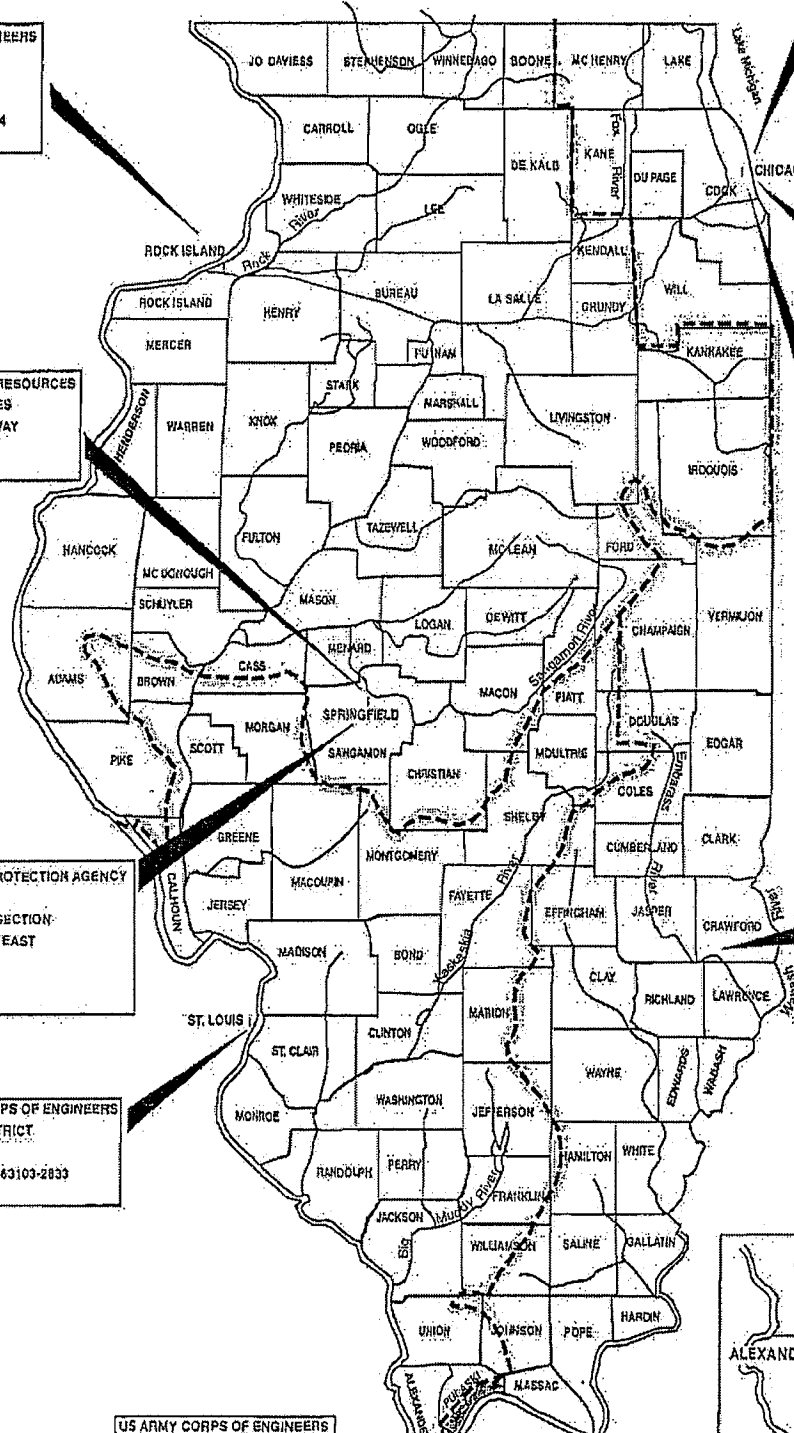 EERS
4
JO DAVIESS
STEPHENSON
WINNEBAGO
BOONE
MC HENRY
LAKE
Lake Michigan
CARROLL
OGLE
DE KALB
KANE
Fox
River
DU PAGE
COOK
CHICA
WHITESIDE
River
LEE
ROCK ISLAND
Rock
KENDALL
ROCK ISLAND
HENRY
BUREAU
LA SALLE
GRUNDY
WILL
MERCER
PUTNAM
KANKAKEE
RESOURCES
ES
WAY
HENDERSON
WARREN
KNOX
STARK
MARSHALL
PEORIA
WOODFORD
LIVINGSTON
IROQUOIS
HANCOCK
MC DONOUGH
FULTON
TAZEWELL
MC LEAN
FORD
SCHUYLER
MASON
LOGAN
DEWITT
CHAMPAIGN
VERMILION
ADAMS
BROWN
CASS
MENARD
MACON
Sangamon River
PIATT
PIKE
SCOTT
MORGAN
SPRINGFIELD
SANGAMON
CHRISTIAN
MOULTRIE
DOUGLAS
EDGAR
COLES
Embarrass
River
GREENE
MACOUPIN
MONTGOMERY
SHELBY
CUMBERLAND
CLARK
ROTECTION AGENCY
SECTION
EAST
CALHOUN
JERSEY
FAYETTE
River
Kaskaskia
EFFINGHAM
JASPER
CRAWFORD
River
Wabash
MADISON
BOND
CLAY
RICHLAND
LAWRENCE
ST. LOUIS
ST. CLAIR
CLINTON
MARION
WAYNE
EDWARDS
WABASH
PS OF ENGINEERS
TRICT
63103-2833
MONROE
WASHINGTON
JEFFERSON
RANDOLPH
PERRY
HAMILTON
WHITE
JACKSON
Big
Muddy River
FRANKLIN
WILLIAMSON
SALINE
GALLATIN
UNION
JOHNSON
POPE
HARDIN
ALEXAND
ALEXANDE
PULASKI
MASSAC
US ARMY CORPS OF ENGINEERS